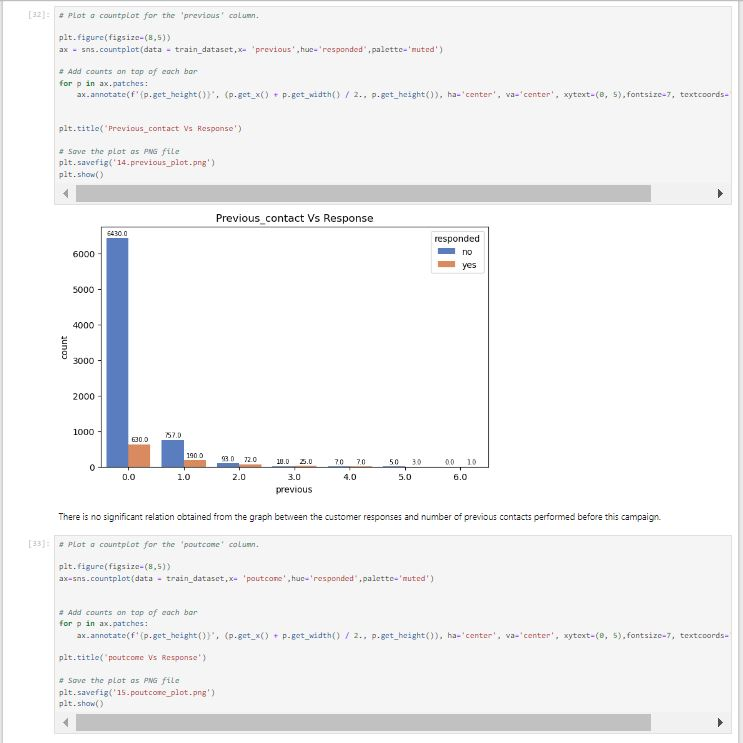 [32]:
# Plot a countplot for the 'previous' column.
plt.figure(figsize=(8,5))
ax = sns.countplot(data = train_dataset,x= 'previous',hue='responded',palette='muted')
# Add counts on top of each bar
for p in ax.patches:
ax.annotate(f'{p.get_height()}', (p.get_x() + p.get_width() / 2., p.get_height()), ha='center', va='center', xytext=(0, 5),fontsize=7, textcoords='
plt.title('Previous_contact Vs Response')
# Save the plot as PNG file
plt.savefig('14.previous_plot.png')
plt.show()
Previous_contact Vs Response
responded
no
yes
count
6000
5000
4000
3000
2000
1000
0
6430.0
630.0
757.0
190.0
93.0
72.0
18.0
25.0
7.0
7.0
5.0
3.0
0.0
1.0
0.0 1.0 2.0 3.0 4.0 5.0 6.0
previous
There is no significant relation obtained from the graph between the customer responses and number of previous contacts performed before this campaign.
[33]:
# Plot a countplot for the 'poutcome' column.
plt.figure(figsize=(8,5))
ax=sns.countplot(data = train_dataset,x= 'poutcome',hue='responded',palette='muted')
# Add counts on top of each bar
for p in ax.patches:
ax.annotate(f'{p.get_height()}', (p.get_x() + p.get_width() / 2., p.get_height()), ha='center', va='center', xytext=(0, 5),fontsize=7, textcoords='
plt.title('poutcome Vs Response')
# Save the plot as PNG file
plt.savefig('15.poutcome_plot.png')
plt.show()